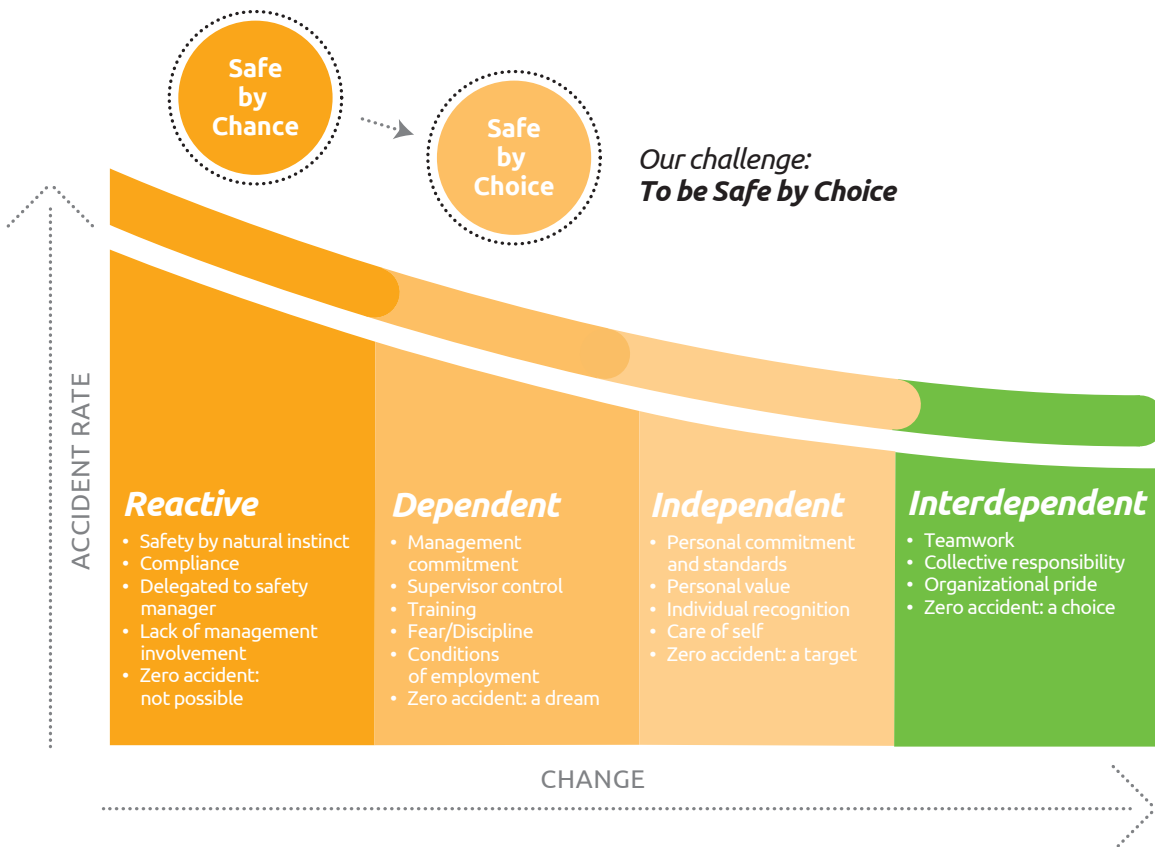 Safe
by
Chance
Safe
by
Choice
Our challenge:
To be Safe by Choice
ACCIDENT RATE
Reactive
• Safety by natural instinct
• Compliance
• Delegated to safety
manager
• Lack of management
involvement
• Zero accident:
not possible
Dependent
• Management
commitment
• Supervisor control
• Training
• Fear/Discipline
• Conditions
of employment
• Zero accident: a dream
Independent
• Personal commitment
and standards
• Personal value
• Individual recognition
• Care of self
• Zero accident: a target
Interdependent
• Teamwork
• Collective responsibility
• Organizational pride
• Zero accident: a choice
CHANGE